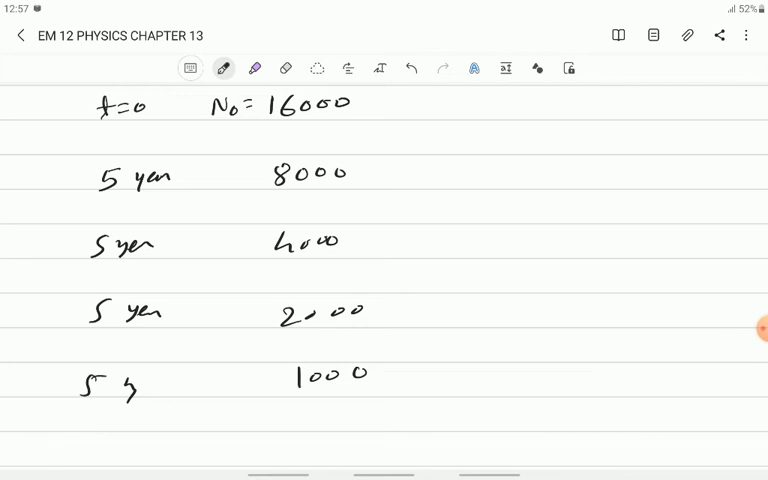 12:57 52%
EM 12 PHYSICS CHAPTER 13
t=0 N0= 16000
5 year 8000
5 year 4000
5 year 2000
5 y 1000